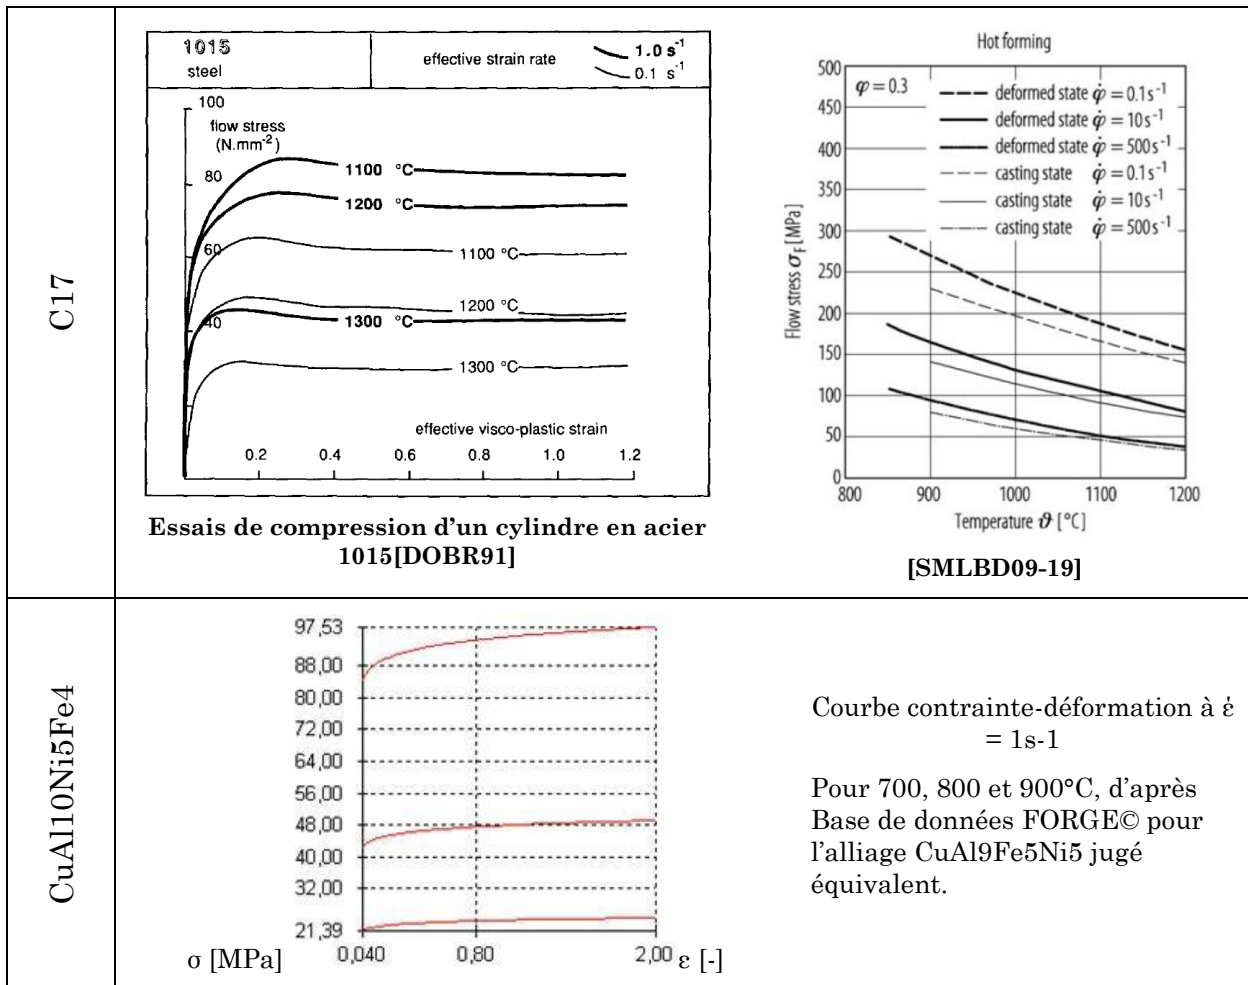 C17
1015
steel
effective strain rate
1.0 s-1
0.1 s-1
100
flow stress
(N.mm-2)
80
1100 °C
1200 °C
60
1100 °C
1200 °C
40
1300 °C
1300 °C
effective visco-plastic strain
0.2 0.4 0.6 0.8 1.0 1.2
Essais de compression d'un cylindre en acier
1015[DOBR91]
Hot forming
φ = 0.3
deformed state φ̇ = 0.1s-1
deformed state φ̇ = 10s-1
deformed state φ̇ = 500s-1
casting state φ̇ = 0.1s-1
casting state φ̇ = 10s-1
casting state φ̇ = 500s-1
500
450
400
350
300
250
200
150
100
50
0
Flow stress σF [MPa]
800 900 1000 1100 1200
Temperature ϑ [°C]
[SMLBD09-19]
CuAl10Ni5Fe4
97,53
88,00
80,00
72,00
64,00
56,00
48,00
40,00
32,00
21,39
σ [MPa]
0,040 0,80 2,00
ε [-]
Courbe contrainte-déformation à ε̇
= 1s-1
Pour 700, 800 et 900°C, d'après
Base de données FORGE© pour
l'alliage CuAl9Fe5Ni5 jugé
équivalent.